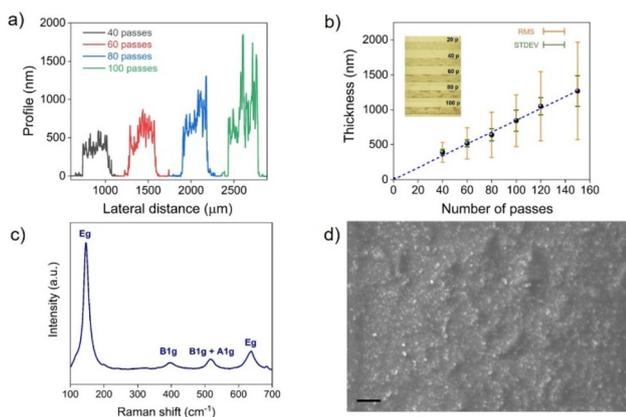 a)
40 passes
60 passes
80 passes
100 passes
Profile (nm)
2000
1500
1000
500
0
1000 1500 2000 2500
Lateral distance (μm)
b)
RMS
STDEV
20 p
40 p
60 p
80 p
100 p
Thickness (nm)
2000
1500
1000
500
0
0 20 40 60 80 100 120 140 160
Number of passes
c)
Eg
B1g
B1g + A1g
Eg
Intensity (a.u.)
100 200 300 400 500 600 700
Raman shift (cm⁻¹)
d)